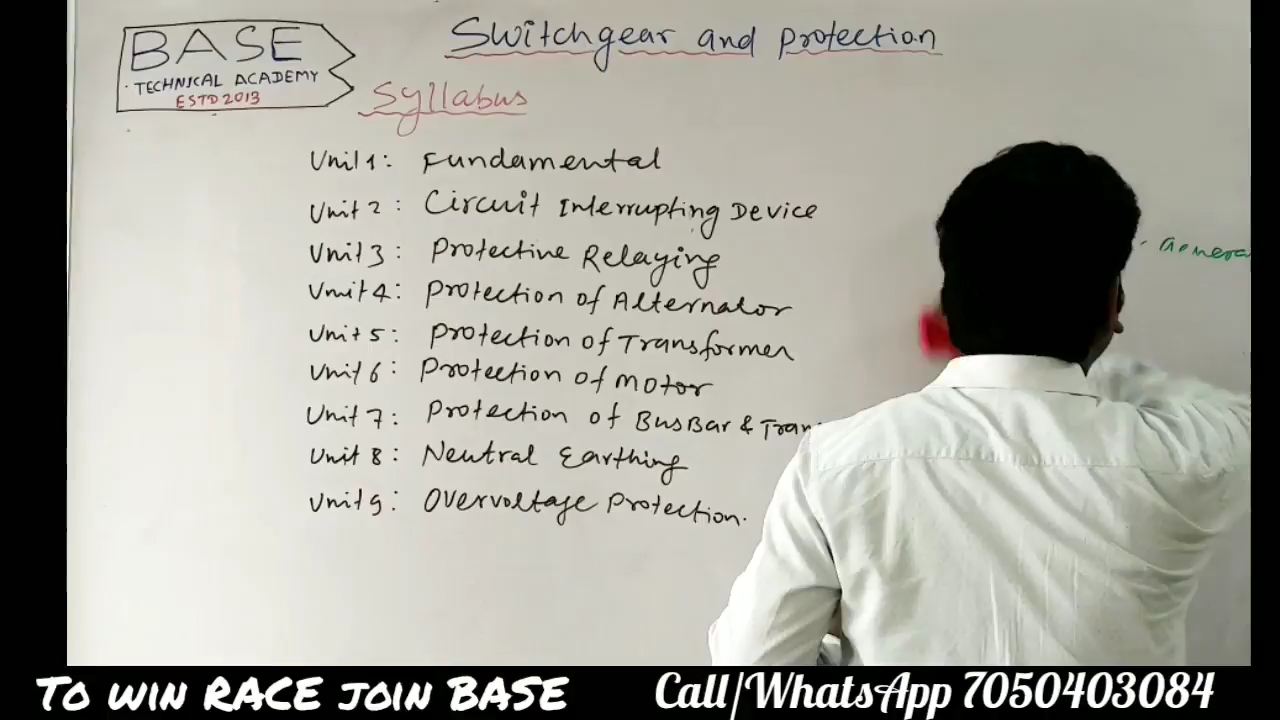 BASE
TECHNICAL ACADEMY
ESTD 2013
Switchgear and protection
Syllabus
Unit 1: Fundamental
Unit 2: Circuit Interrupting Device
Unit 3: Protective Relaying
Unit 4: Protection of Alternator
Unit 5: Protection of Transformer
Unit 6: Protection of Motor
Unit 7: Protection of BusBar & Tran
Unit 8: Neutral Earthing
Unit 9: Overvoltage Protection.
Genera
To win RACE join BASE
Call/WhatsApp 7050403084